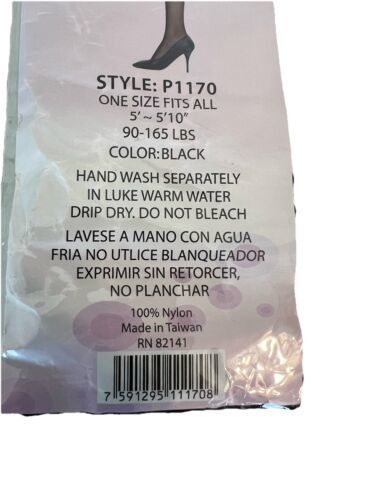 STYLE: P1170
ONE SIZE FITS ALL
5' ~ 5'10"
90-165 LBS
COLOR:BLACK
HAND WASH SEPARATELY
IN LUKE WARM WATER
DRIP DRY. DO NOT BLEACH
LAVESE A MANO CON AGUA
FRIA NO UTLICE BLANQUEADOR
EXPRIMIR SIN RETORCER,
NO PLANCHAR
100% Nylon
Made in Taiwan
RN 82141
7 591295 111708